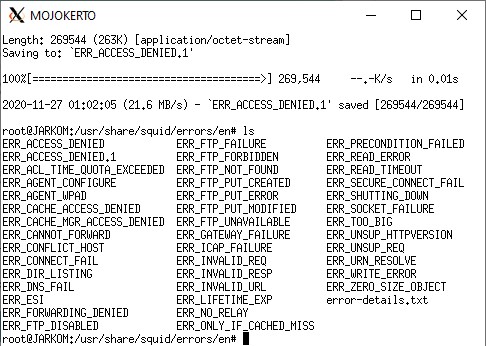 MOJOKERTO
Length: 269544 (263K) [application/octet-stream]
Saving to: `ERR_ACCESS_DENIED.1'
100%[======================================>] 269,544 --.-K/s in 0.01s
2020-11-27 01:02:05 (21.6 MB/s) - `ERR_ACCESS_DENIED.1' saved [269544/269544]
root@JARKOM:/usr/share/squid/errors/en# ls
ERR_ACCESS_DENIED ERR_FTP_FAILURE ERR_PRECONDITION_FAILED
ERR_ACCESS_DENIED.1 ERR_FTP_FORBIDDEN ERR_READ_ERROR
ERR_ACL_TIME_QUOTA_EXCEEDED ERR_FTP_NOT_FOUND ERR_READ_TIMEOUT
ERR_AGENT_CONFIGURE ERR_FTP_PUT_CREATED ERR_SECURE_CONNECT_FAIL
ERR_AGENT_WPAD ERR_FTP_PUT_ERROR ERR_SHUTTING_DOWN
ERR_CACHE_ACCESS_DENIED ERR_FTP_PUT_MODIFIED ERR_SOCKET_FAILURE
ERR_CACHE_MGR_ACCESS_DENIED ERR_FTP_UNAVAILABLE ERR_TOO_BIG
ERR_CANNOT_FORWARD ERR_GATEWAY_FAILURE ERR_UNSUP_HTTPVERSION
ERR_CONFLICT_HOST ERR_ICAP_FAILURE ERR_UNSUP_REQ
ERR_CONNECT_FAIL ERR_INVALID_REQ ERR_URN_RESOLVE
ERR_DIR_LISTING ERR_INVALID_RESP ERR_WRITE_ERROR
ERR_DNS_FAIL ERR_INVALID_URL ERR_ZERO_SIZE_OBJECT
ERR_ESI ERR_LIFETIME_EXP error-details.txt
ERR_FORWARDING_DENIED ERR_NO_RELAY
ERR_FTP_DISABLED ERR_ONLY_IF_CACHED_MISS
root@JARKOM:/usr/share/squid/errors/en#